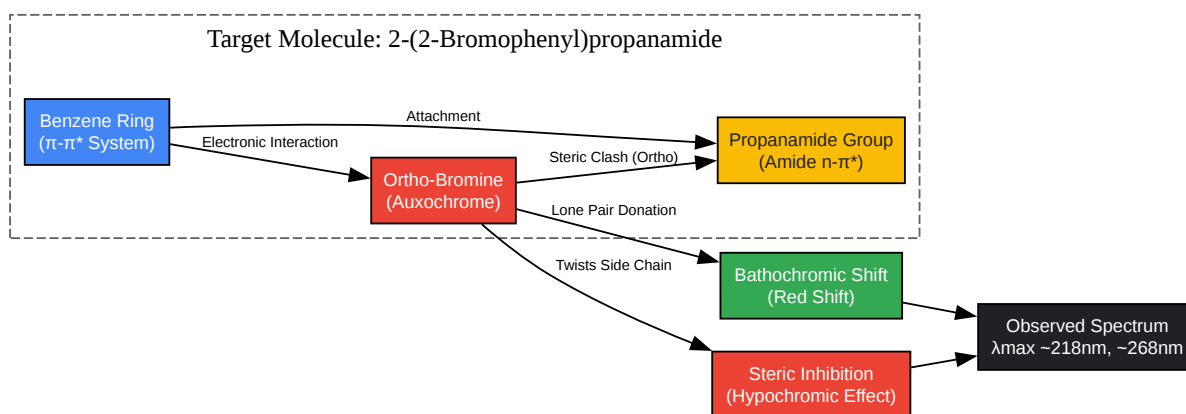 Target Molecule: 2-(2-Bromophenyl)propanamide
Benzene Ring
(π-π* System)
Attachment
Electronic Interaction
Ortho-Bromine
(Auxochrome)
Steric Clash (Ortho)
Propanamide Group
(Amide n-π*)
Lone Pair Donation
Twists Side Chain
Bathochromic Shift
(Red Shift)
Steric Inhibition
(Hypochromic Effect)
Observed Spectrum
λmax ~218nm, ~268nm